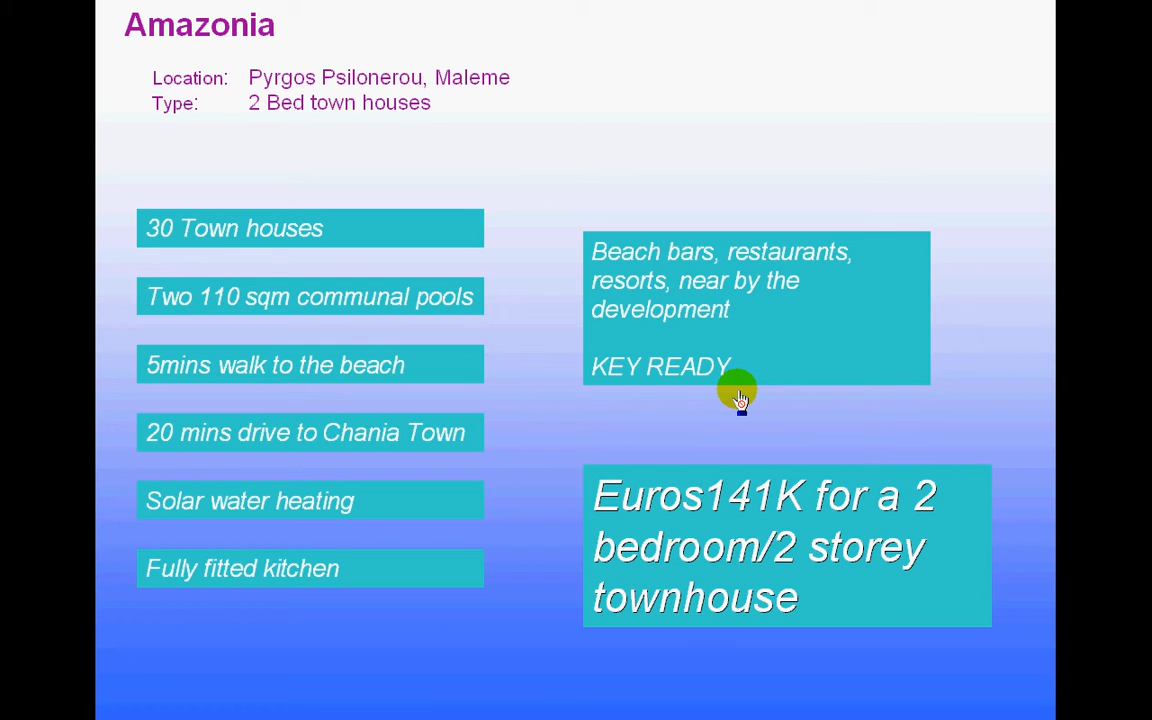 Amazonia
Location: Pyrgos Psilonerou, Maleme
Type: 2 Bed town houses
30 Town houses
Two 110 sqm communal pools
5mins walk to the beach
20 mins drive to Chania Town
Solar water heating
Fully fitted kitchen
Beach bars, restaurants,
resorts, near by the
development
KEY READY
Euros141K for a 2
bedroom/2 storey
townhouse